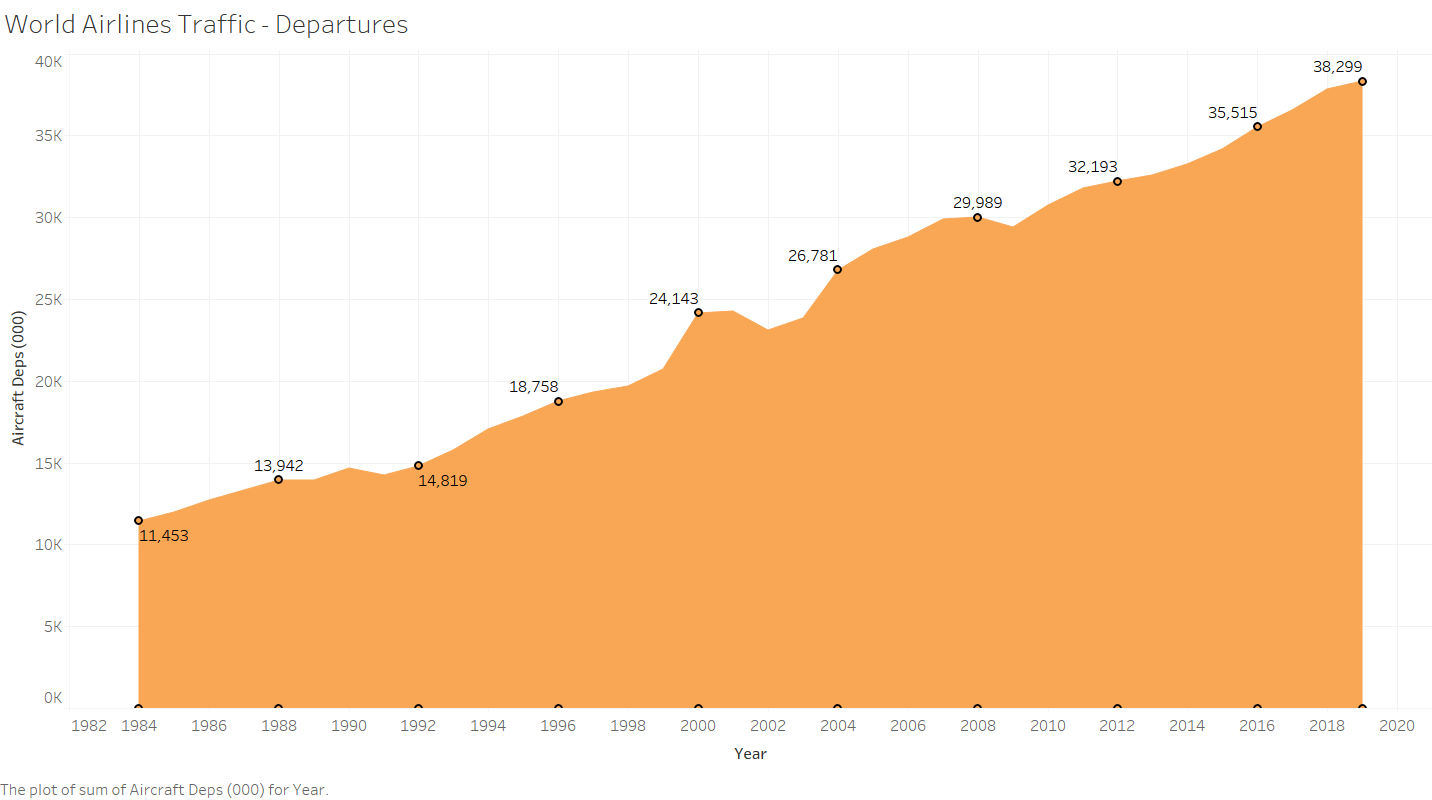 World Airlines Traffic - Departures
40K
35K
30K
25K
20K
15K
10K
5K
0K
Aircraft Deps (000)
11,453
13,942
14,819
18,758
24,143
26,781
29,989
32,193
35,515
38,299
1982 1984 1986 1988 1990 1992 1994 1996 1998 2000 2002 2004 2006 2008 2010 2012 2014 2016 2018 2020
Year
The plot of sum of Aircraft Deps (000) for Year.